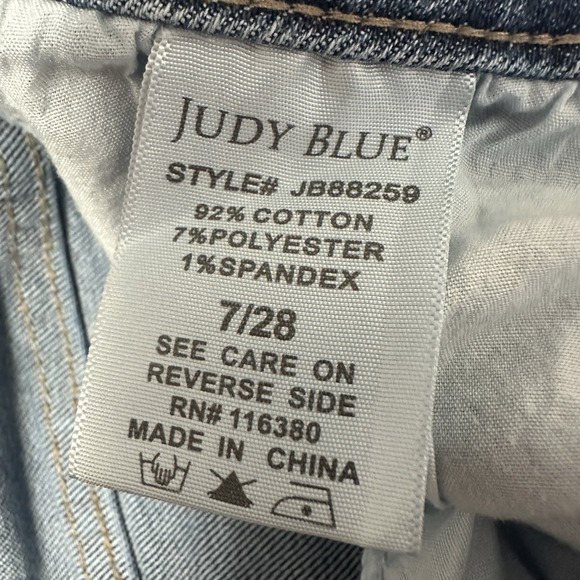 JUDY BLUE®
STYLE# JB88259
92% COTTON
7%POLYESTER
1%SPANDEX
7/28
SEE CARE ON
REVERSE SIDE
RN# 116380
MADE IN CHINA